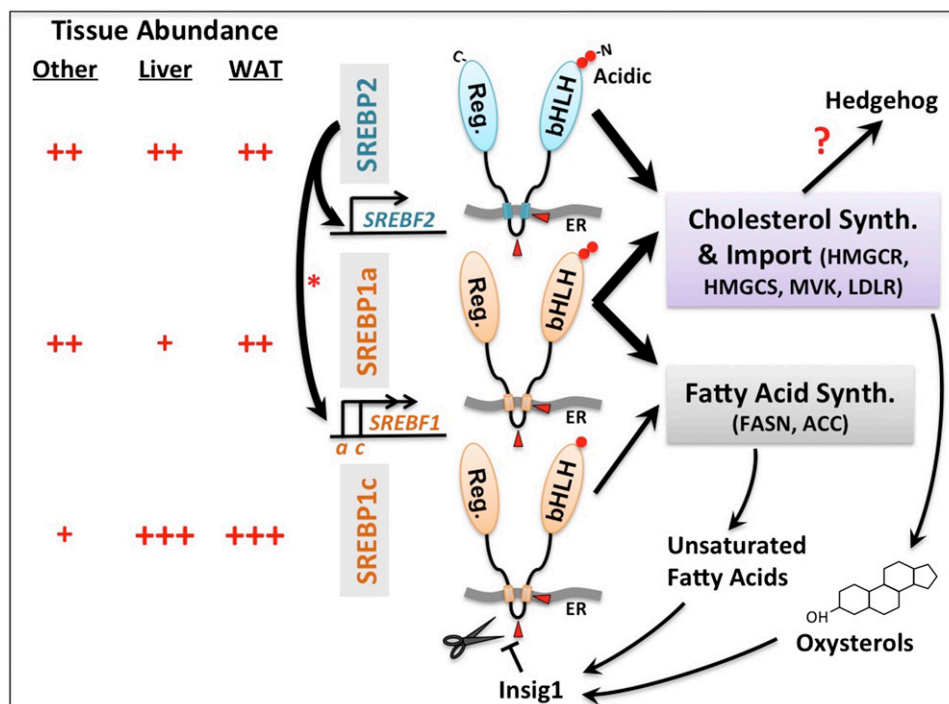 Tissue Abundance
Other Liver WAT
++ ++ ++
SREBP2
C-
Reg.
bHLH
-N
Acidic
SREBF2
ER
*
++ + ++
SREBP1a
Reg.
bHLH
ER
SREBF1
a c
+ +++ +++
SREBP1c
Reg.
bHLH
ER
Hedgehog
?
Cholesterol Synth.
& Import (HMGCR,
HMGCS, MVK, LDLR)
Fatty Acid Synth.
(FASN, ACC)
Unsaturated
Fatty Acids
OH
Oxysterols
Insig1